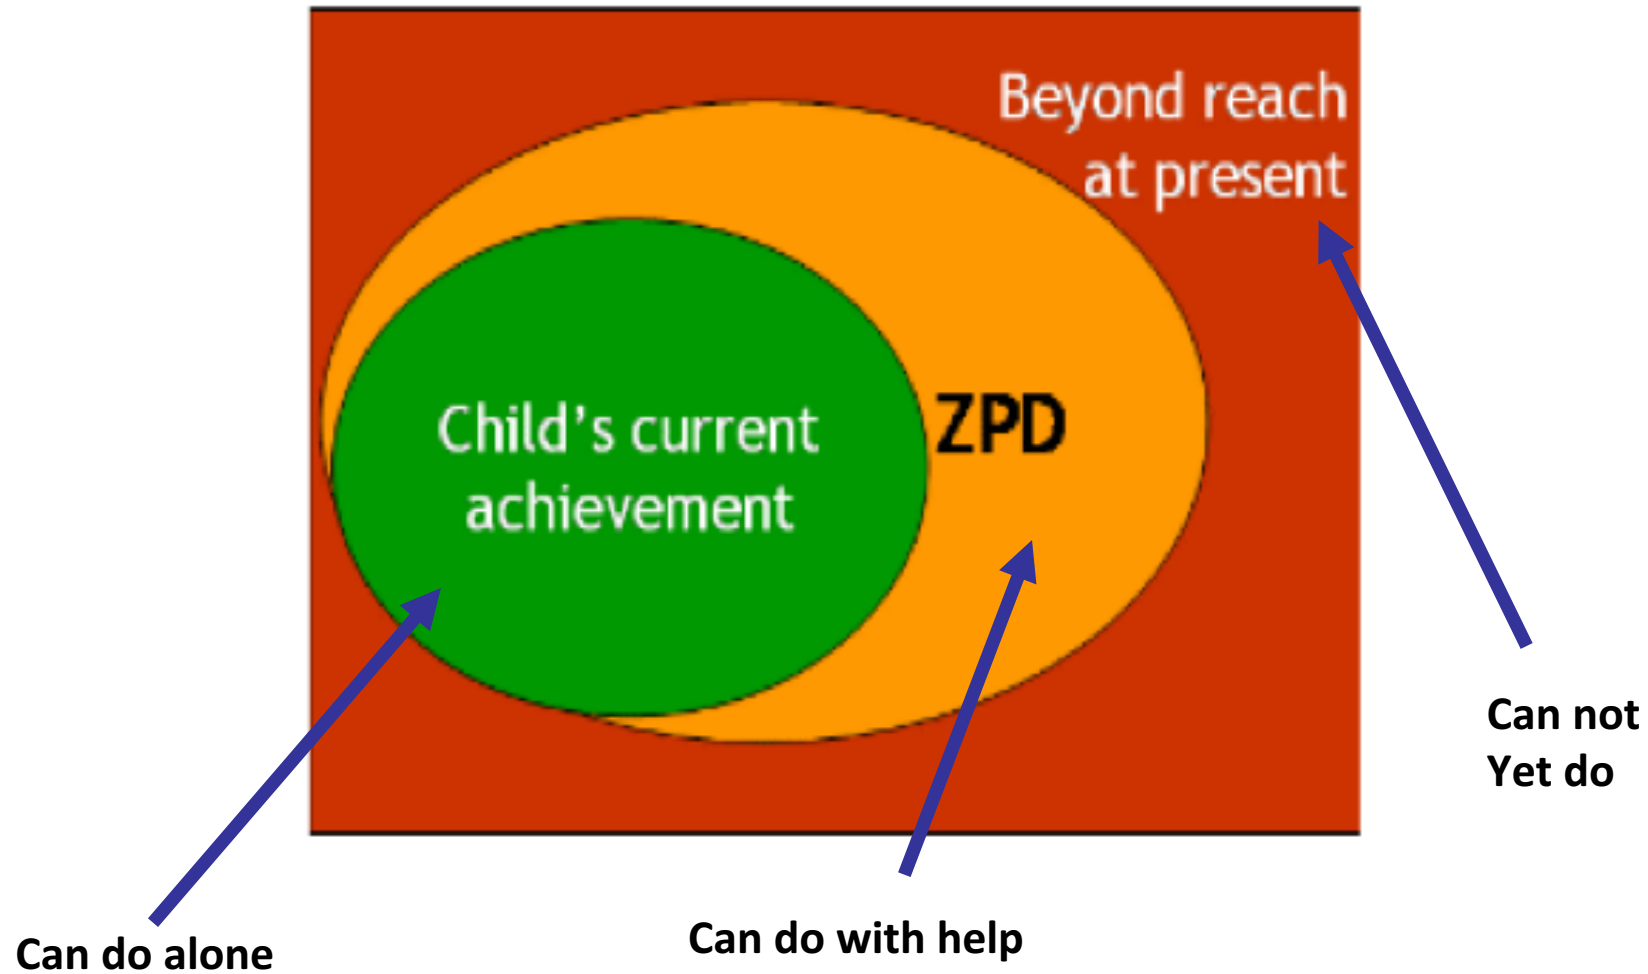 Beyond reach
at present
Child's current
achievement
ZPD
Can not
Yet do
Can do with help
Can do alone